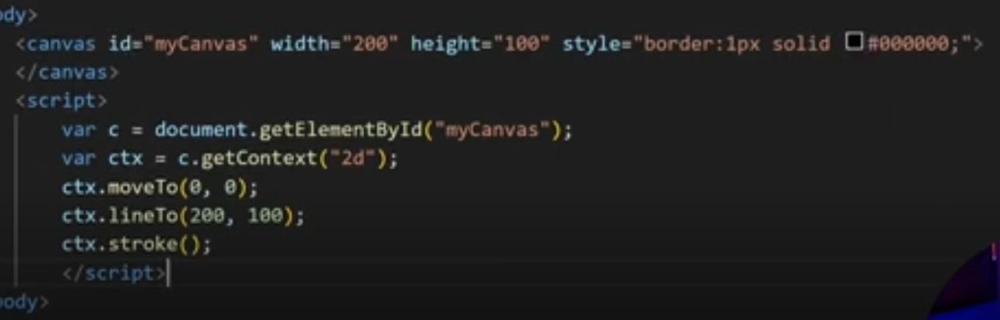 ody>
<canvas id="myCanvas" width="200" height="100" style="border:1px solid #000000;">
</canvas>
<script>
var c = document.getElementById("myCanvas");
var ctx = c.getContext("2d");
ctx.moveTo(0, 0);
ctx.lineTo(200, 100);
ctx.stroke();
</script>
body>